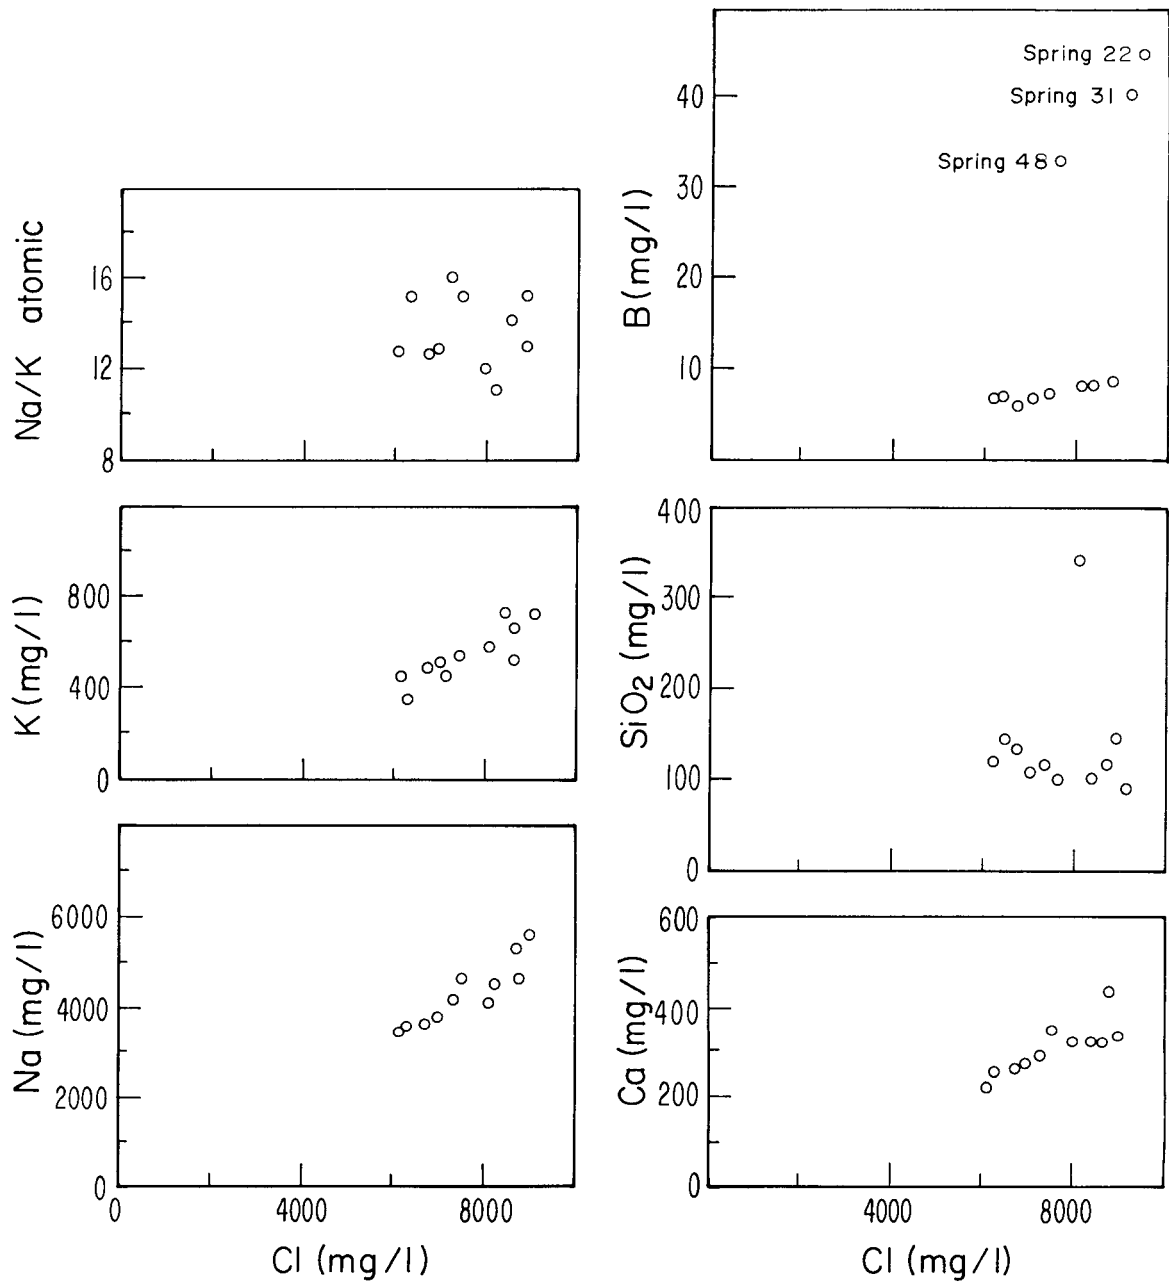 Na/K atomic
16
12
8
K (mg/l)
800
400
0
Na (mg/l)
6000
4000
2000
0
0
4000
8000
Cl (mg/l)
B (mg/l)
40
30
20
10
Spring 22
Spring 31
Spring 48
SiO₂ (mg/l)
400
300
200
100
0
Ca (mg/l)
600
400
200
0
4000
8000
Cl (mg/l)